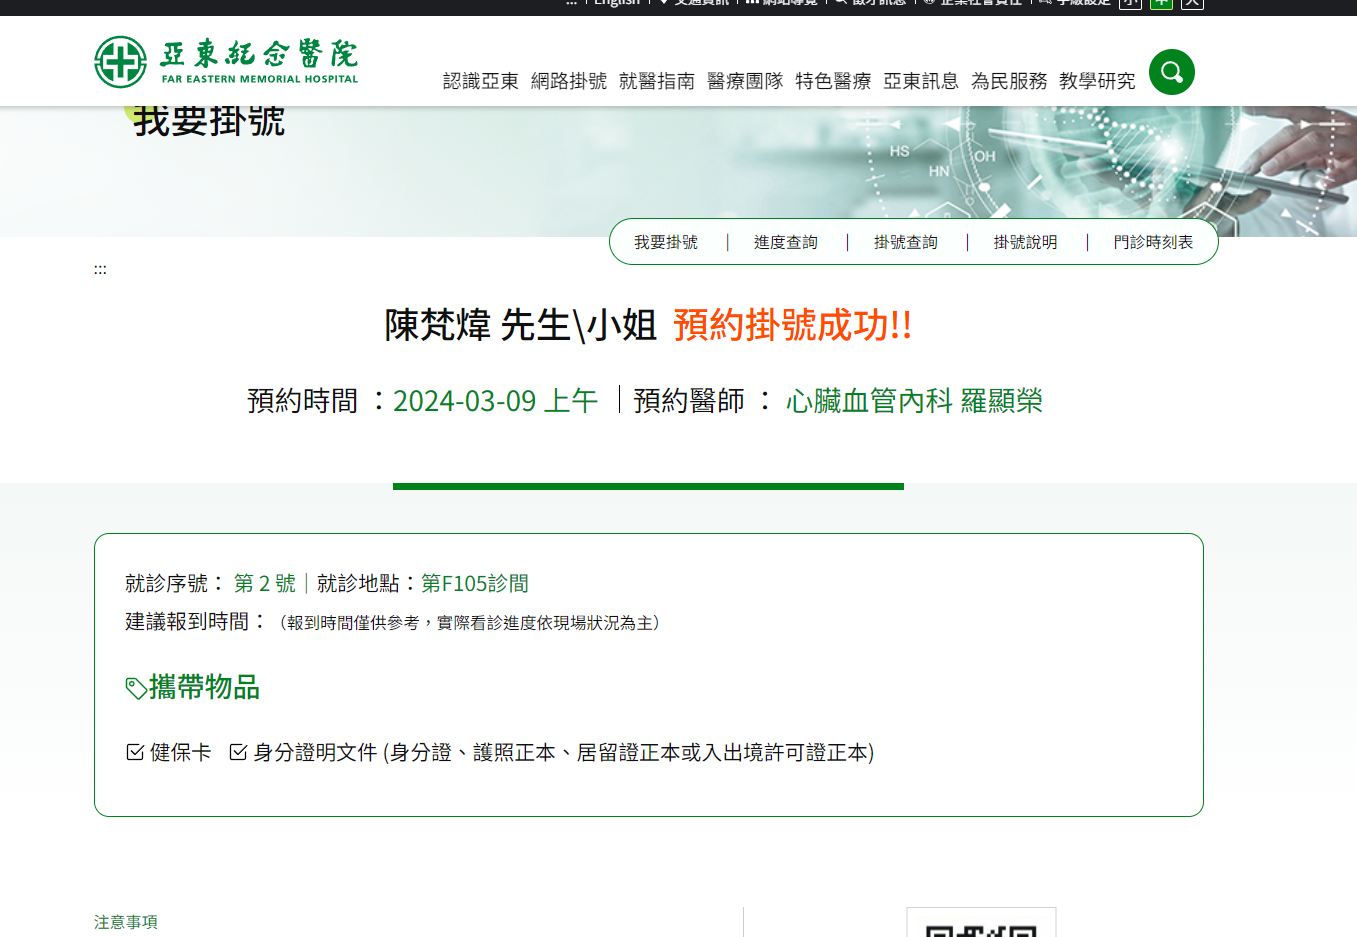 ... English 交通資訊 網站導覽 徵才訊息 企業社會責任 字級設定 小 中 大
亞東紀念醫院
FAR EASTERN MEMORIAL HOSPITAL
認識亞東 網路掛號 就醫指南 醫療團隊 特色醫療 亞東訊息 為民服務 教學研究
我要掛號
HS
OH
HN
我要掛號 | 進度查詢 | 掛號查詢 | 掛號說明 | 門診時刻表
:::
陳梵煒 先生\小姐 預約掛號成功!!
預約時間 ：2024-03-09 上午 | 預約醫師 ： 心臟血管內科 羅顯榮
就診序號： 第 2 號｜就診地點：第F105診間
建議報到時間：（報到時間僅供參考，實際看診進度依現場狀況為主）
攜帶物品
健保卡 身分證明文件 (身分證、護照正本、居留證正本或入出境許可證正本)
注意事項